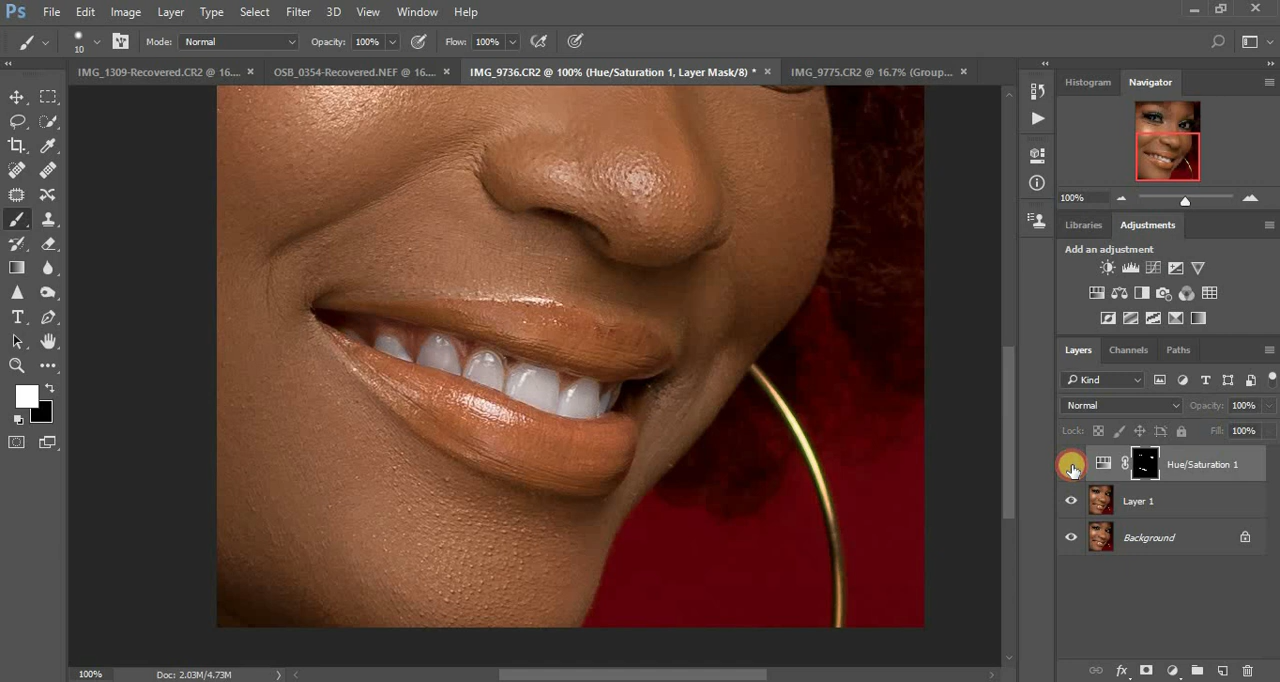 Ps File Edit Image Layer Type Select Filter 3D View Window Help
10 Mode: Normal Opacity: 100% Flow: 100%
IMG_1309-Recovered.CR2 @ 16.... × OSB_0354-Recovered.NEF @ 16.... × IMG_9736.CR2 @ 100% (Hue/Saturation 1, Layer Mask/8) * × IMG_9775.CR2 @ 16.7% (Group... ×
Histogram Navigator
100%
Libraries Adjustments
Add an adjustment
Layers Channels Paths
Kind
Normal Opacity: 100%
Lock: Fill: 100%
Hue/Saturation 1
Layer 1
Background
100% Doc: 2.03M/4.73M